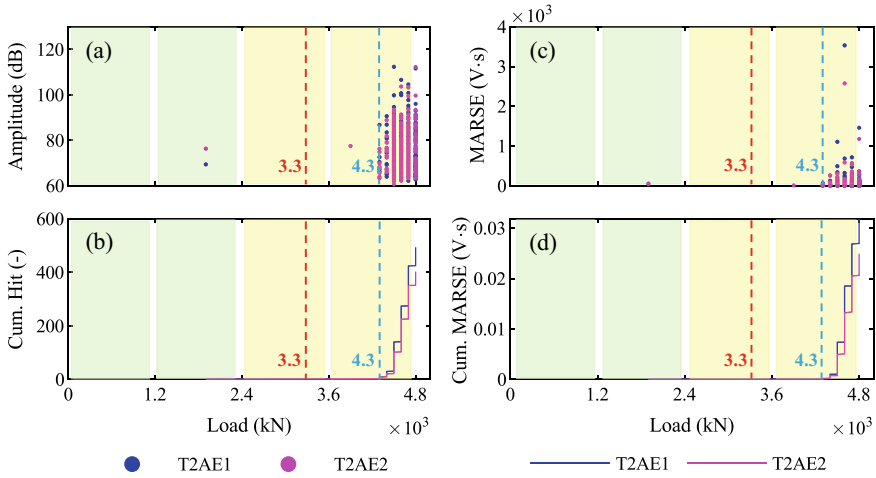 130
120
100
80
60
Amplitude (dB)
(a)
3.3
4.3
× 10³
4
3
2
1
0
MARSE (V·s)
(c)
3.3
4.3
600
400
200
0
Cum. Hit (-)
(b)
3.3
4.3
0 1.2 2.4 3.6 4.8
Load (kN)
× 10³
0.03
0.02
0.01
0
Cum. MARSE (V·s)
(d)
3.3
4.3
0 1.2 2.4 3.6 4.8
Load (kN)
× 10³
T2AE1 T2AE2
T2AE1 T2AE2